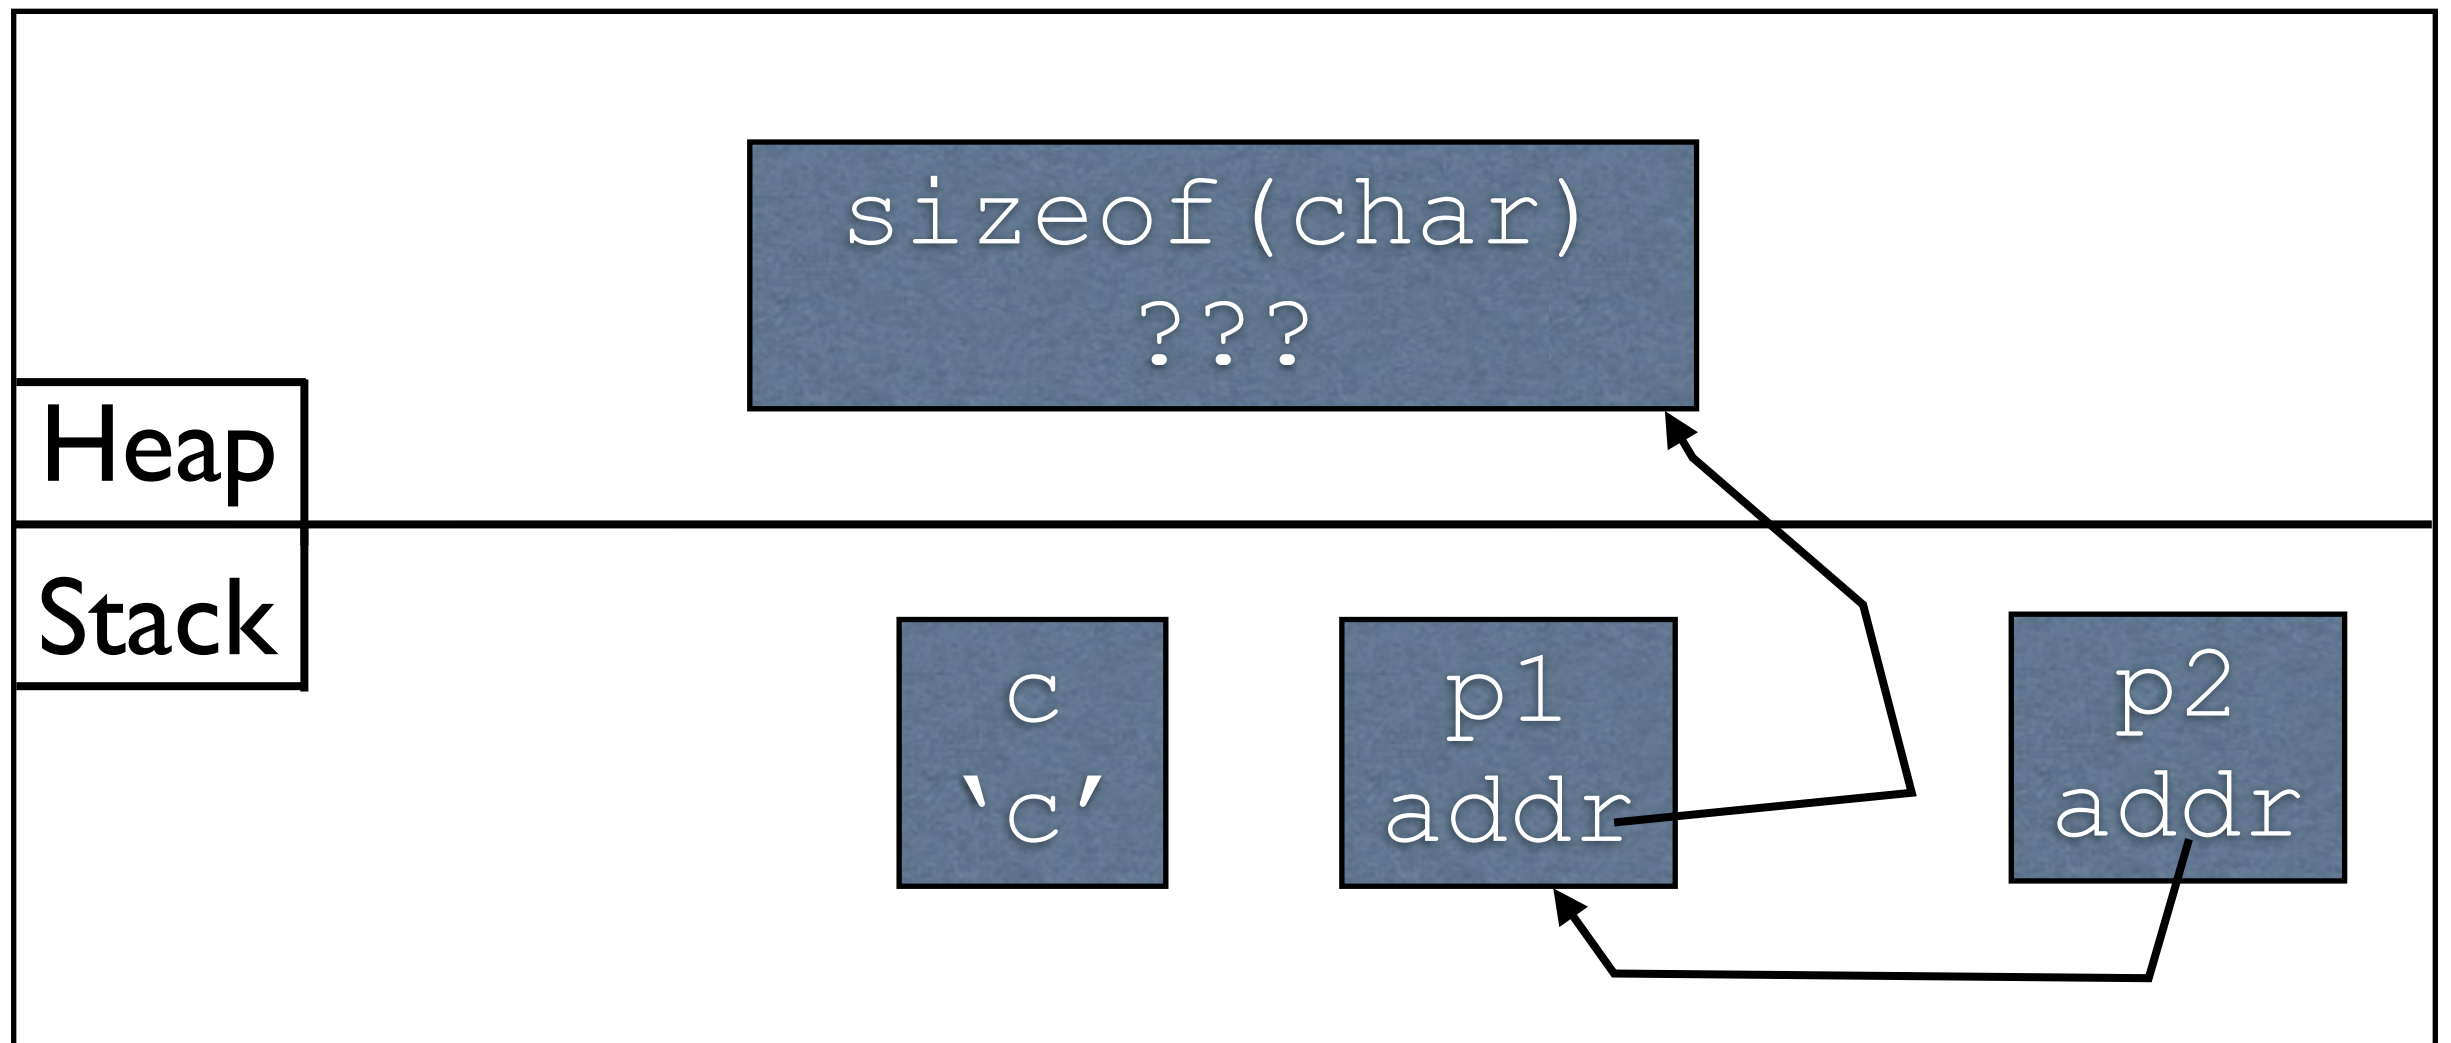 sizeof(char)
???
Heap
Stack
c
‘c’
p1
addr
p2
addr